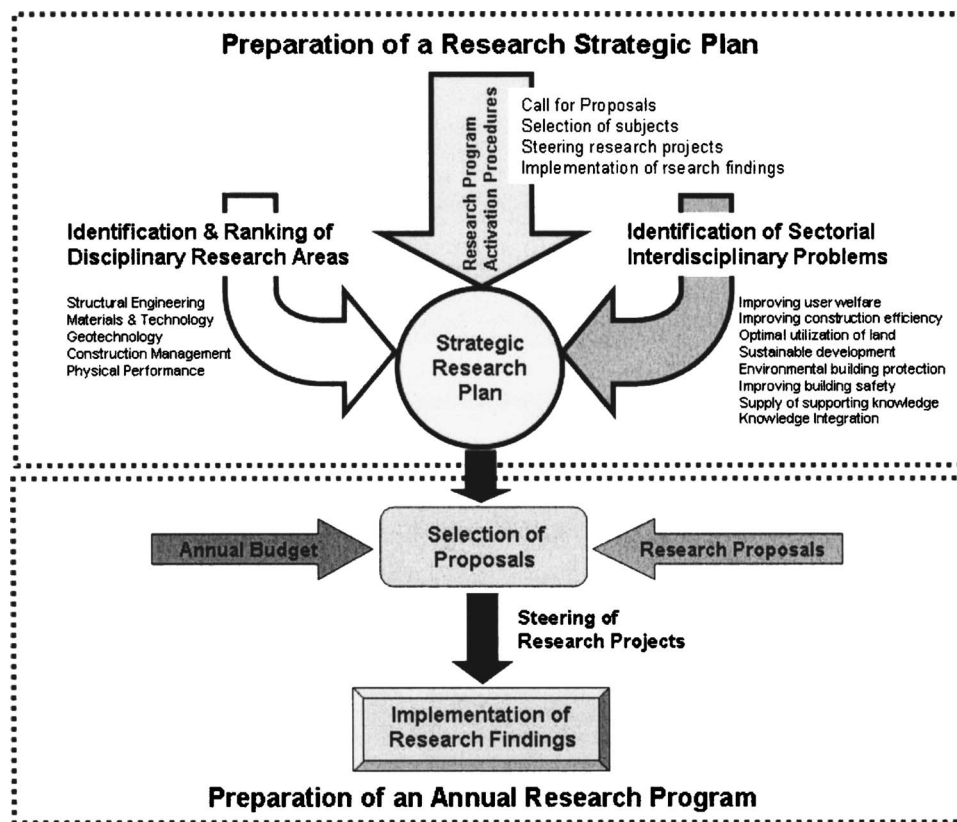 Preparation of a Research Strategic Plan
Research Program
Activation Procedures
Call for Proposals
Selection of subjects
Steering research projects
Implementation of rsearch findings
Identification & Ranking of
Disciplinary Research Areas
Structural Engineering
Materials & Technology
Geotechnology
Construction Management
Physical Performance
Identification of Sectorial
Interdisciplinary Problems
Improving user welfare
Improving construction efficiency
Optimal utilization of land
Sustainable development
Environmental building protection
Improving building safety
Supply of supporting knowledge
Knowledge Integration
Strategic
Research
Plan
Annual Budget
Selection of
Proposals
Research Proposals
Steering of
Research Projects
Implementation of
Research Findings
Preparation of an Annual Research Program